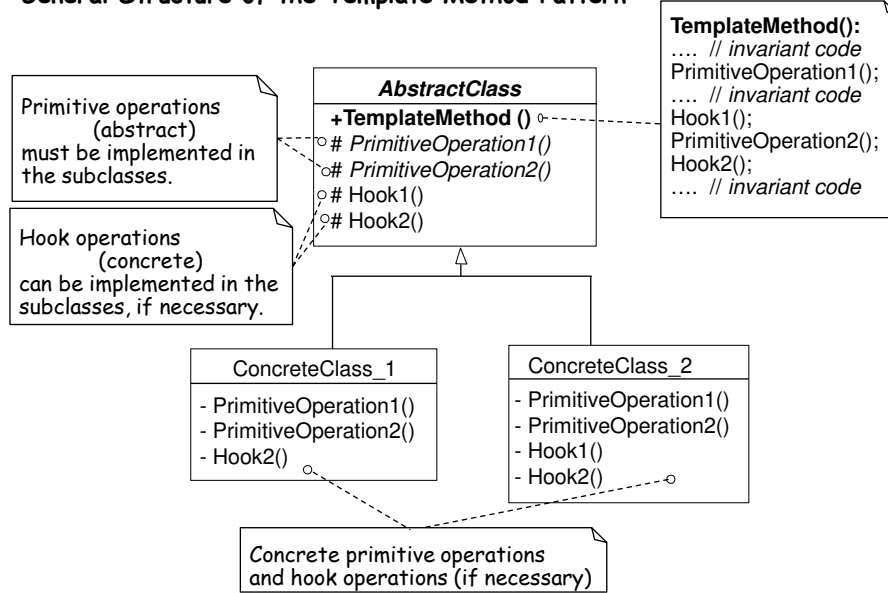 General Structure of the Template Method Pattern
TemplateMethod():
…. // invariant code
PrimitiveOperation1();
…. // invariant code
Hook1();
PrimitiveOperation2();
Hook2();
…. // invariant code
AbstractClass
+TemplateMethod ()
# PrimitiveOperation1()
# PrimitiveOperation2()
# Hook1()
# Hook2()
Primitive operations
(abstract)
must be implemented in
the subclasses.
Hook operations
(concrete)
can be implemented in the
subclasses, if necessary.
ConcreteClass_1
- PrimitiveOperation1()
- PrimitiveOperation2()
- Hook2()
ConcreteClass_2
- PrimitiveOperation1()
- PrimitiveOperation2()
- Hook1()
- Hook2()
Concrete primitive operations
and hook operations (if necessary)